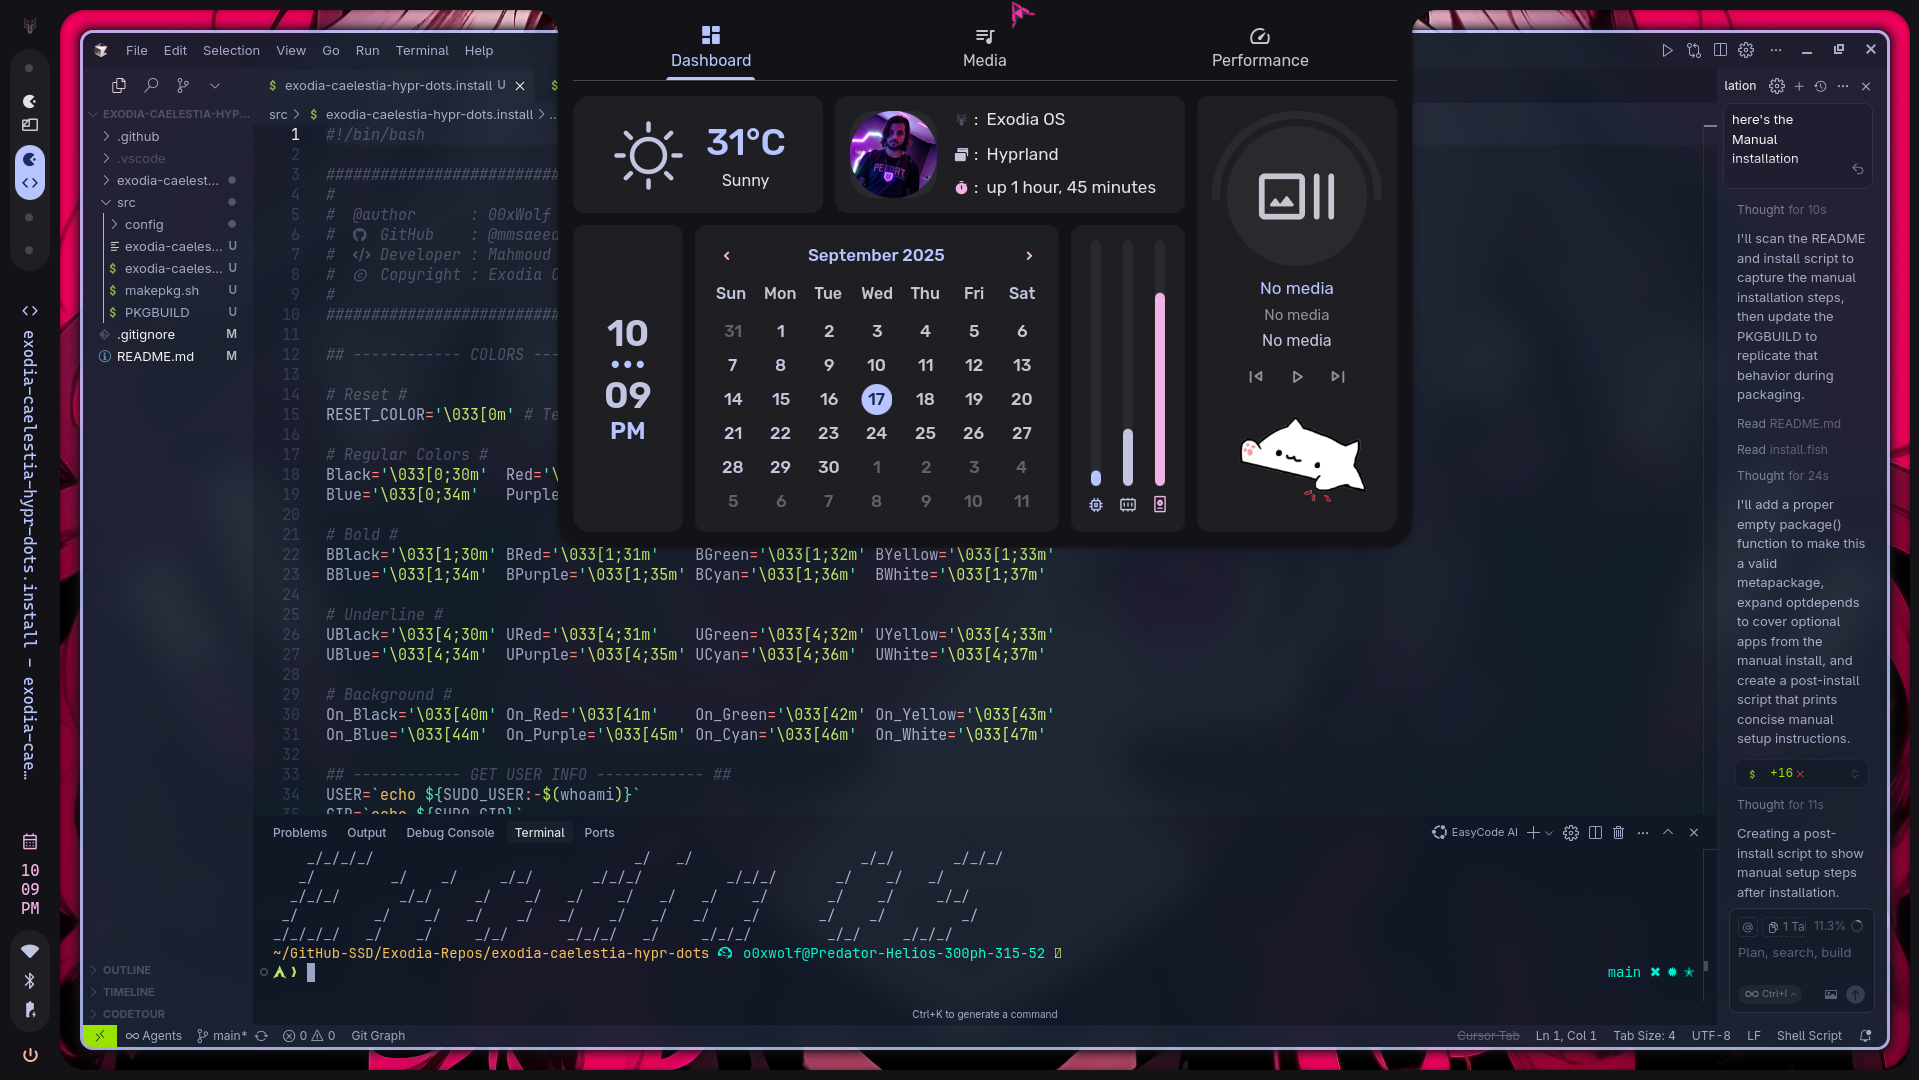 Dashboard
Media
Performance
31°C
Sunny
: Exodia OS
: Hyprland
: up 1 hour, 45 minutes
10
09
PM
September 2025
Sun Mon Tue Wed Thu Fri Sat
31 1 2 3 4 5 6
7 8 9 10 11 12 13
14 15 16 17 18 19 20
21 22 23 24 25 26 27
28 29 30 1 2 3 4
5 6 7 8 9 10 11
No media
No media
No media
File Edit Selection View Go Run Terminal Help
exodia-caelestia-hypr-dots.install U
$
src > $ exodia-caelestia-hypr-dots.install > ...
EXODIA-CAELESTIA-HYP...
.github
.vscode
exodia-caelest...
src
config
exodia-caeles... U
$ exodia-caeles... U
$ makepkg.sh U
$ PKGBUILD U
.gitignore M
README.md M
OUTLINE
TIMELINE
CODETOUR
1 #!/bin/bash
2
3 ##########################
4 #
5 # @author : 00xWolf
6 # GitHub : @mmsaeed
7 # </> Developer : Mahmoud
8 # © Copyright : Exodia O
9 #
10 ##########################
11
12 ## ------------ COLORS ---
13
14 # Reset #
15 RESET_COLOR='\033[0m' # Te
16
17 # Regular Colors #
18 Black='\033[0;30m' Red='\
19 Blue='\033[0;34m' Purple
20
21 # Bold #
22 BBlack='\033[1;30m' BRed='\033[1;31m' BGreen='\033[1;32m' BYellow='\033[1;33m'
23 BBlue='\033[1;34m' BPurple='\033[1;35m' BCyan='\033[1;36m' BWhite='\033[1;37m'
24
25 # Underline #
26 UBlack='\033[4;30m' URed='\033[4;31m' UGreen='\033[4;32m' UYellow='\033[4;33m'
27 UBlue='\033[4;34m' UPurple='\033[4;35m' UCyan='\033[4;36m' UWhite='\033[4;37m'
28
29 # Background #
30 On_Black='\033[40m' On_Red='\033[41m' On_Green='\033[42m' On_Yellow='\033[43m'
31 On_Blue='\033[44m' On_Purple='\033[45m' On_Cyan='\033[46m' On_White='\033[47m'
32
33 ## ------------ GET USER INFO ------------ ##
34 USER=`echo ${SUDO_USER:-$(whoami)}`
35 GID=`echo ${SUDO_GID}`
Problems Output Debug Console Terminal Ports
EasyCode AI
Exodia OS
~/GitHub-SSD/Exodia-Repos/exodia-caelestia-hypr-dots o0xwolf@Predator-Helios-300ph-315-52
main
Ctrl+K to generate a command
Agents main* 0 0 Git Graph
Cursor Tab Ln 1, Col 1 Tab Size: 4 UTF-8 LF Shell Script
lation
here's the
Manual
installation
Thought for 10s
I'll scan the README
and install script to
capture the manual
installation steps,
then update the
PKGBUILD to
replicate that
behavior during
packaging.
Read README.md
Read install.fish
Thought for 24s
I'll add a proper
empty package()
function to make this
a valid
metapackage,
expand optdepends
to cover optional
apps from the
manual install, and
create a post-install
script that prints
concise manual
setup instructions.
$ +16
Thought for 11s
Creating a post-
install script to show
manual setup steps
after installation.
@ 1 Ta 11.3%
Plan, search, build
Ctrl+I
exodia-caelestia-hypr-dots.install - exodia-cae…
10
09
PM